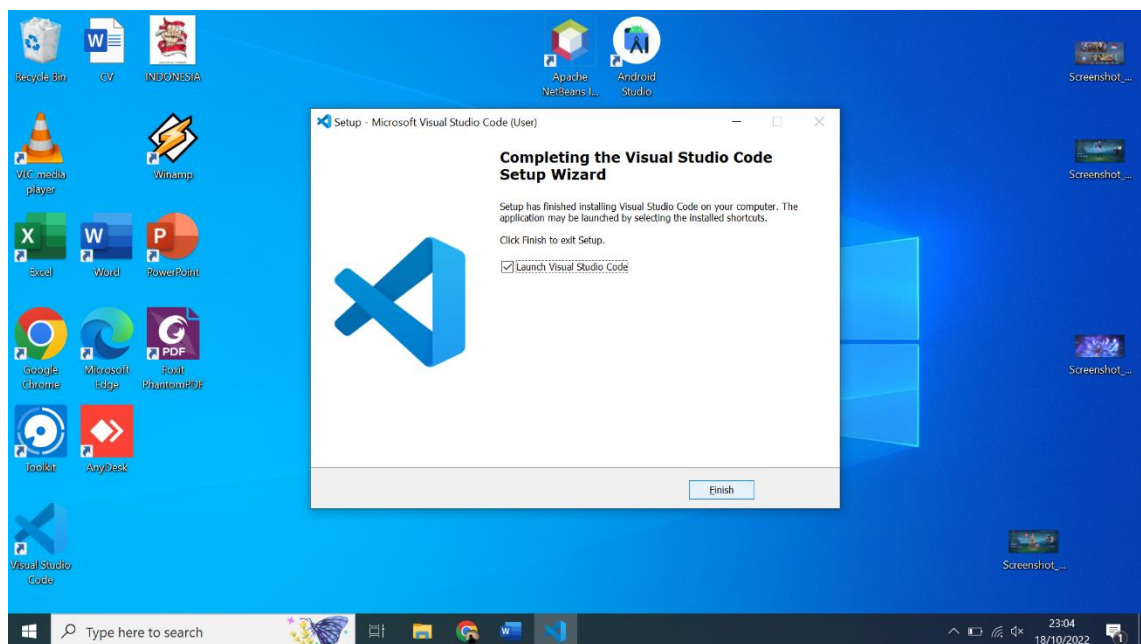 Recycle Bin
CV
INDONESIA
Apache
NetBeans I...
Android
Studio
Screenshot_...
VLC media
player
Winamp
Screenshot_...
Excel
Word
PowerPoint
Google
Chrome
Microsoft
Edge
PDF
Foxit
PhantomPDF
Screenshot_...
Toolkit
AnyDesk
Visual Studio
Code
Screenshot_...
Setup - Microsoft Visual Studio Code (User)
Completing the Visual Studio Code
Setup Wizard
Setup has finished installing Visual Studio Code on your computer. The
application may be launched by selecting the installed shortcuts.
Click Finish to exit Setup.
Launch Visual Studio Code
Finish
Type here to search
23:04
18/10/2022